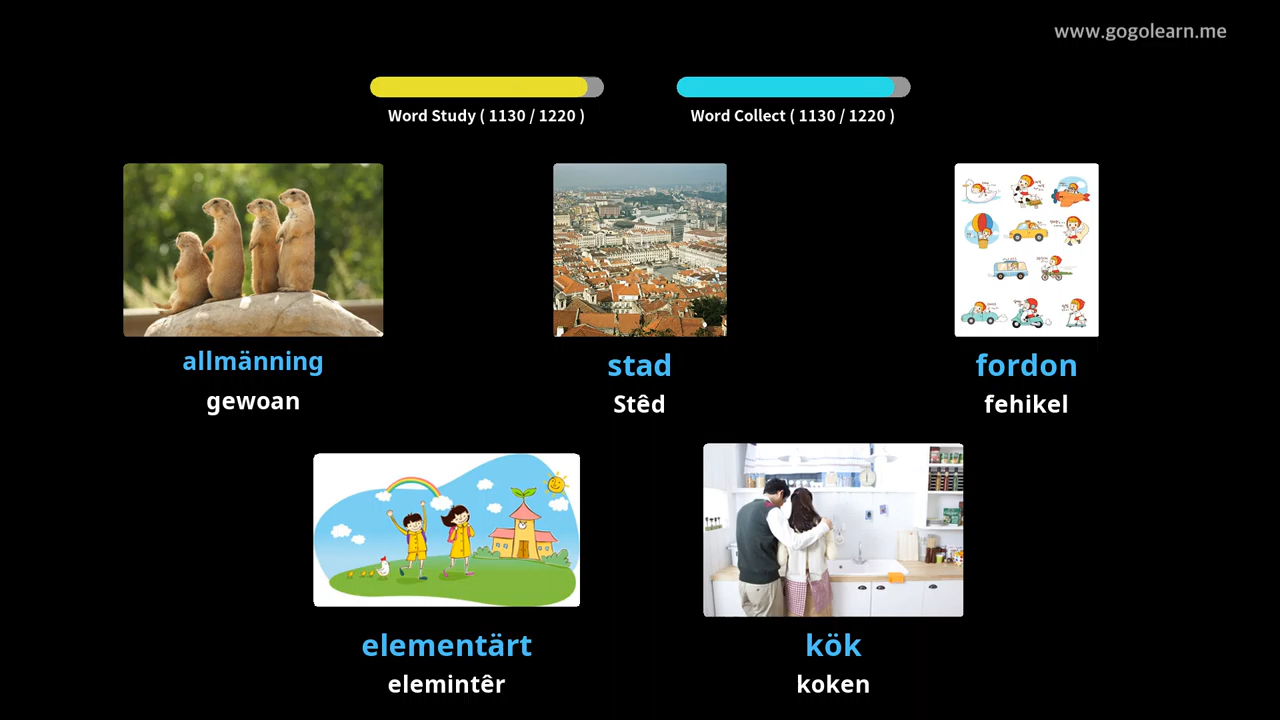 www.gogolearn.me
Word Study ( 1130 / 1220 )
Word Collect ( 1130 / 1220 )
allmänning
gewoan
stad
Stêd
fordon
fehikel
elementärt
elemintêr
kök
koken